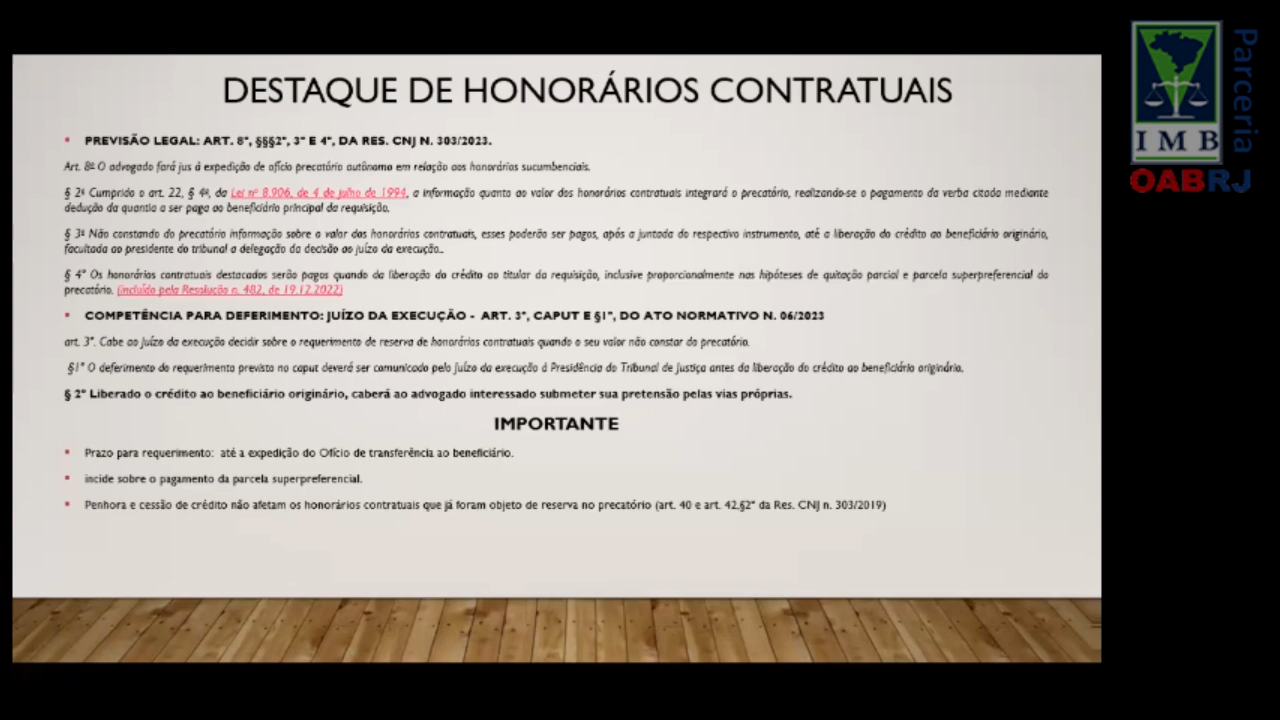 DESTAQUE DE HONORÁRIOS CONTRATUAIS
PREVISÃO LEGAL: ART. 8º, §§§2º, 3º E 4º, DA RES. CNJ N. 303/2023.
Art. 8º O advogado fará jus à expedição de ofício precatório autônomo em relação aos honorários sucumbenciais.
§ 2º Cumprido o art. 22, § 4º, da Lei nº 8.906, de 4 de julho de 1994, a informação quanto ao valor dos honorários contratuais integrará o precatório, realizando-se o pagamento da verba citada mediante
dedução da quantia a ser paga ao beneficiário principal da requisição.
§ 3º Não constando do precatório informação sobre o valor dos honorários contratuais, esses poderão ser pagos, após a juntada do respectivo instrumento, até a liberação do crédito ao beneficiário originário,
facultada ao presidente do tribunal a delegação da decisão ao juízo da execução..
§ 4° Os honorários contratuais destacados serão pagos quando da liberação do crédito ao titular da requisição, inclusive proporcionalmente nas hipóteses de quitação parcial e parcela superpreferencial do
precatório. (incluído pela Resolução n. 482, de 19.12.2022)
COMPETÊNCIA PARA DEFERIMENTO: JUÍZO DA EXECUÇÃO - ART. 3º, CAPUT E §1º, DO ATO NORMATIVO N. 06/2023
art. 3º. Cabe ao Juízo da execução decidir sobre o requerimento de reserva de honorários contratuais quando o seu valor não constar do precatório.
§1º O deferimento do requerimento previsto no caput deverá ser comunicado pelo Juízo da execução à Presidência do Tribunal de Justiça antes da liberação do crédito ao beneficiário originário.
§ 2º Liberado o crédito ao beneficiário originário, caberá ao advogado interessado submeter sua pretensão pelas vias próprias.
IMPORTANTE
Prazo para requerimento: até a expedição do Ofício de transferência ao beneficiário.
incide sobre o pagamento da parcela superpreferencial.
Penhora e cessão de crédito não afetam os honorários contratuais que já foram objeto de reserva no precatório (art. 40 e art. 42,§2º da Res. CNJ n. 303/2019)
IMB
OABRJ
Parceria